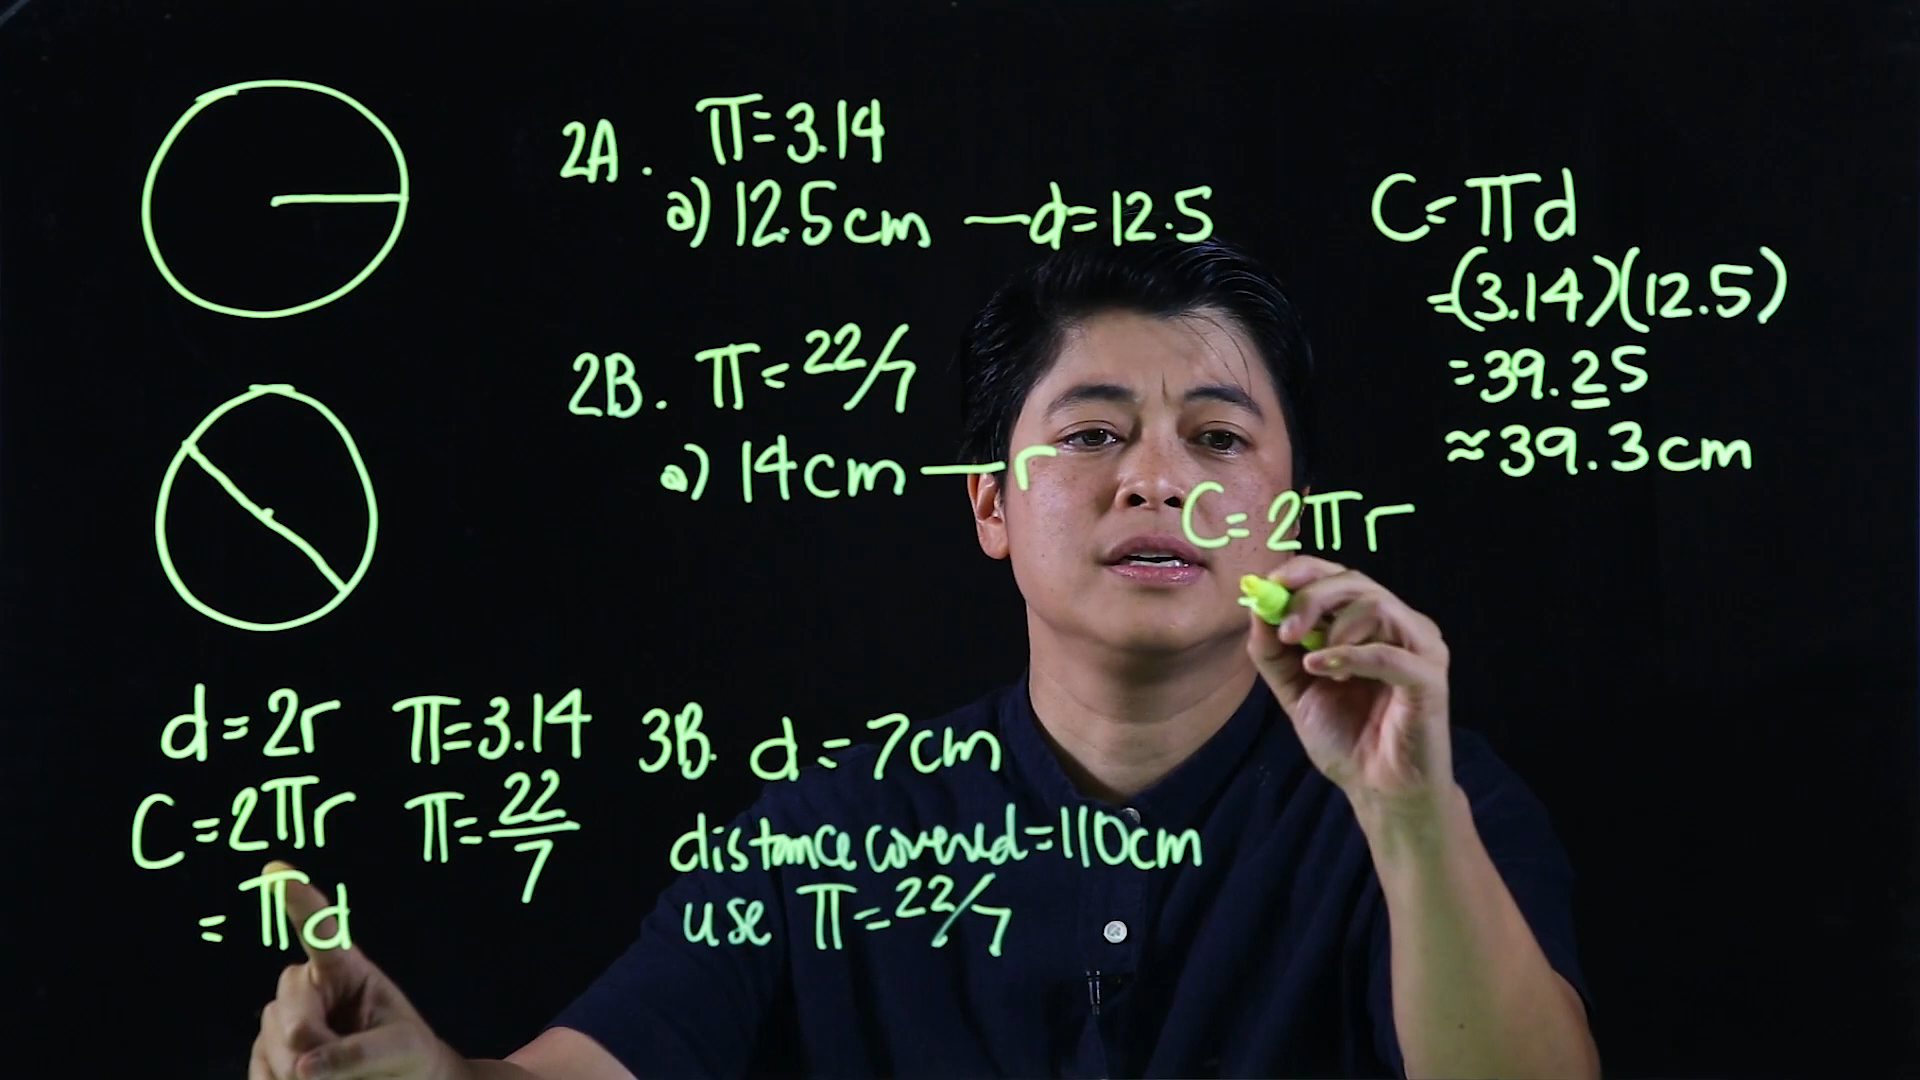 2A. π=3.14
a) 12.5cm — d=12.5
C=πd
=(3.14)(12.5)
=39.25
≈39.3cm
2B. π=22/7
a) 14cm — r
C=2πr
d=2r π=3.14
C=2πr π=22/7
=πd
3B. d=7cm
distance covered=110cm
use π=22/7